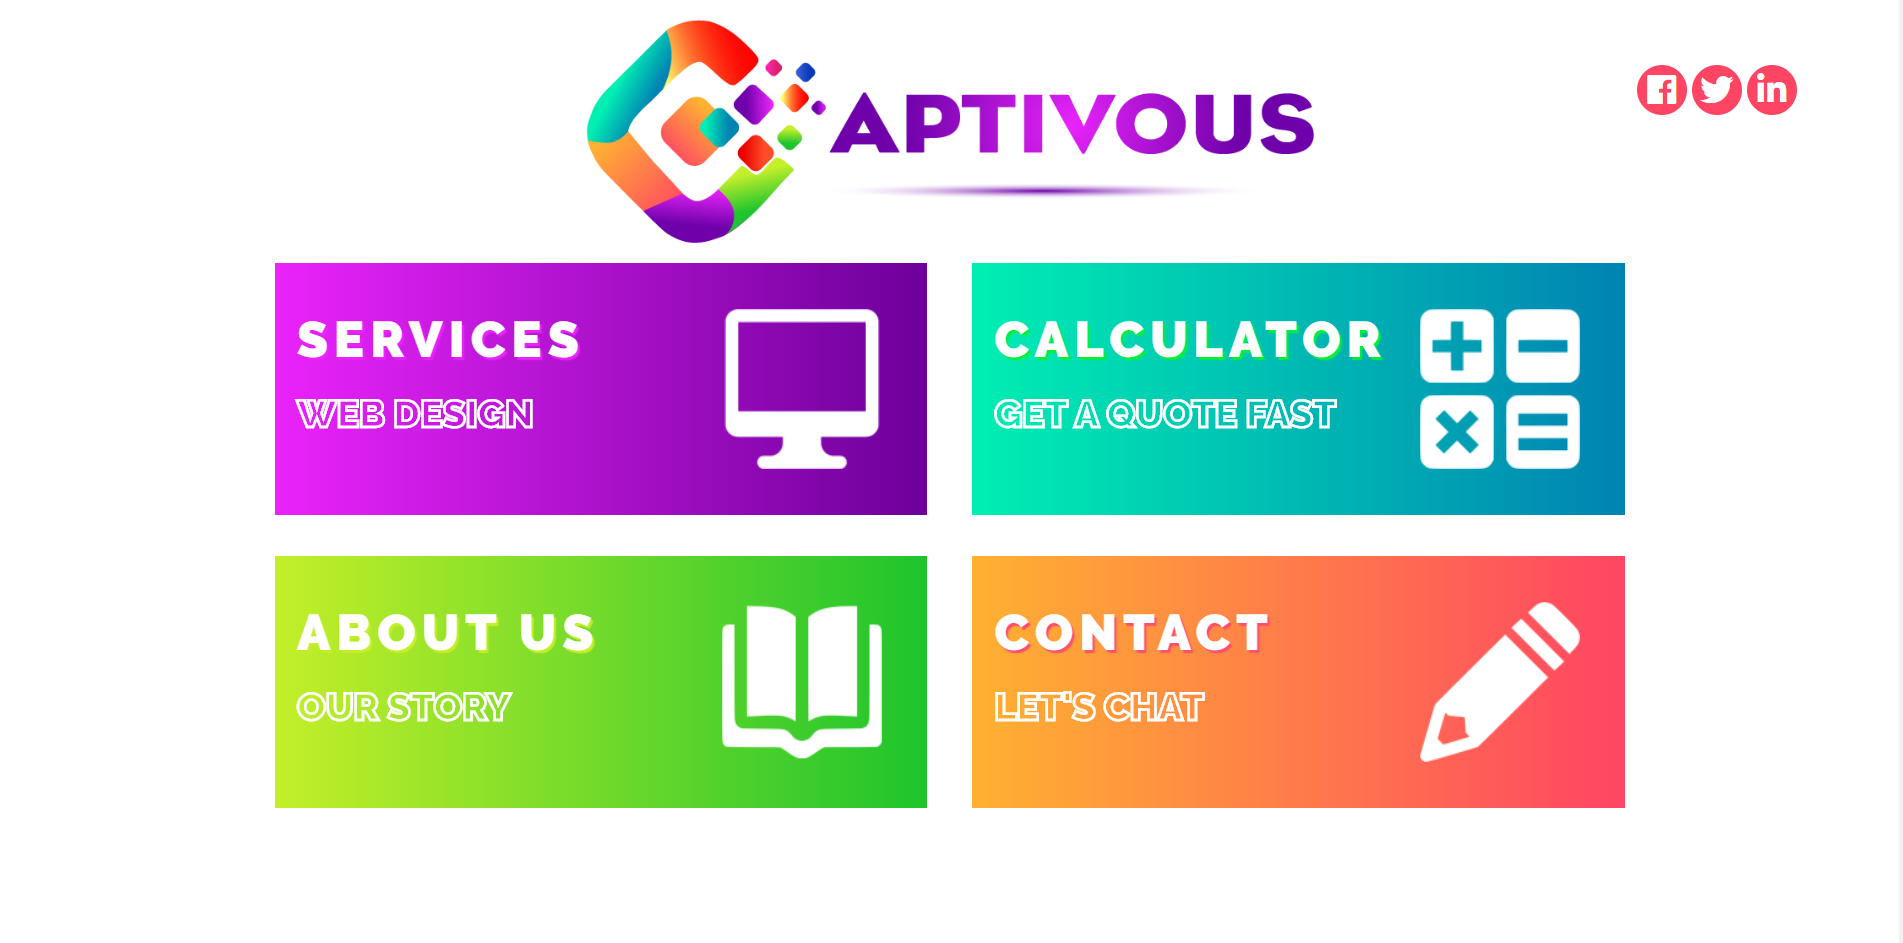 APTIVOUS
SERVICES
WEB DESIGN
CALCULATOR
GET A QUOTE FAST
ABOUT US
OUR STORY
CONTACT
LET'S CHAT